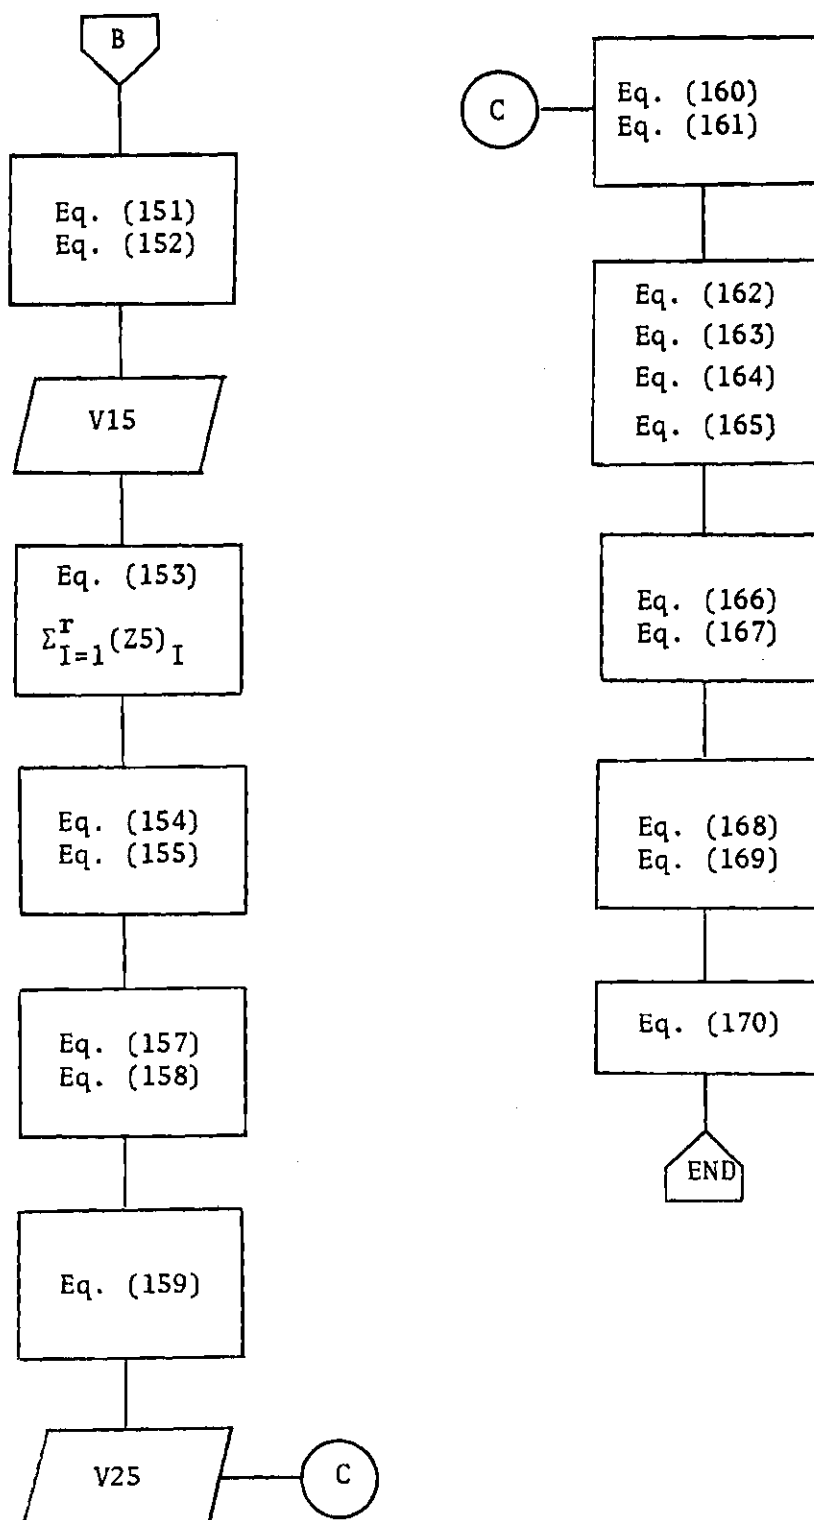 B
Eq. (151)
Eq. (152)
V15
Eq. (153)
Σ^r_{I=1}(Z5)_I
Eq. (154)
Eq. (155)
Eq. (157)
Eq. (158)
Eq. (159)
V25
C
C
Eq. (160)
Eq. (161)
Eq. (162)
Eq. (163)
Eq. (164)
Eq. (165)
Eq. (166)
Eq. (167)
Eq. (168)
Eq. (169)
Eq. (170)
END